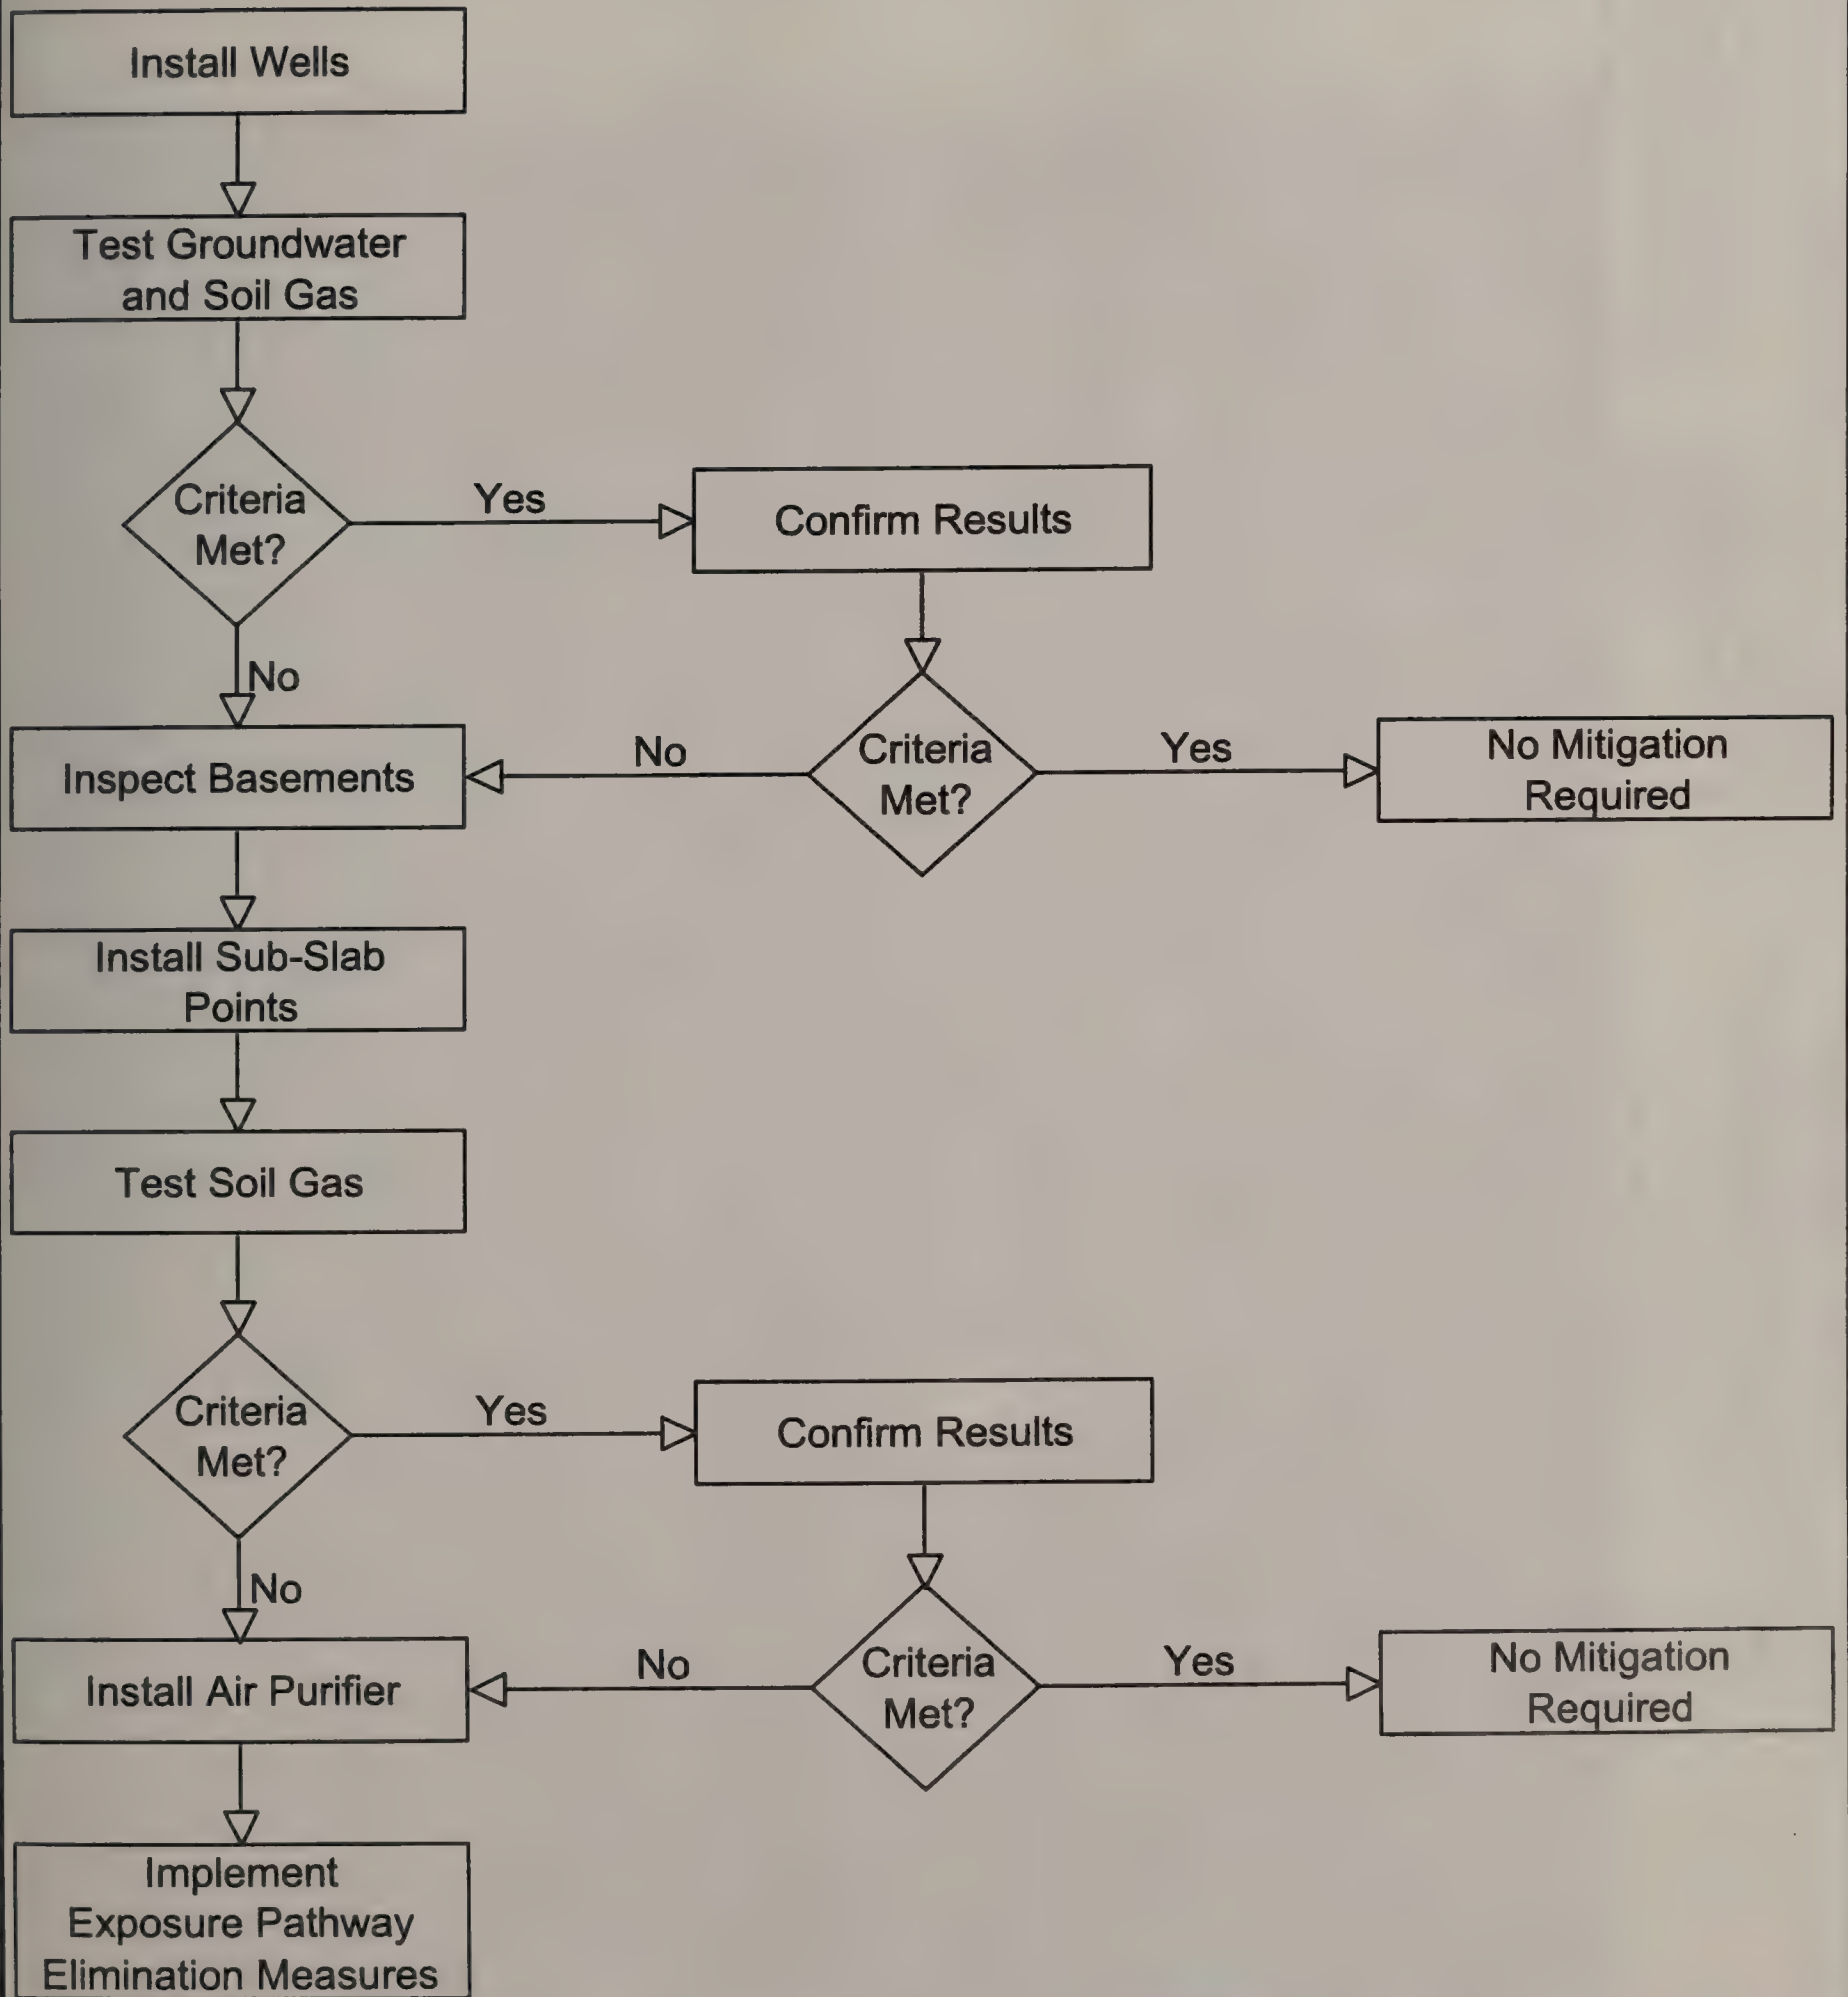 Install Wells
Test Groundwater
and Soil Gas
Criteria
Met?
Yes
Confirm Results
No
Inspect Basements
No
Criteria
Met?
Yes
No Mitigation
Required
Install Sub-Slab
Points
Test Soil Gas
Criteria
Met?
Yes
Confirm Results
No
Install Air Purifier
No
Criteria
Met?
Yes
No Mitigation
Required
Implement
Exposure Pathway
Elimination Measures